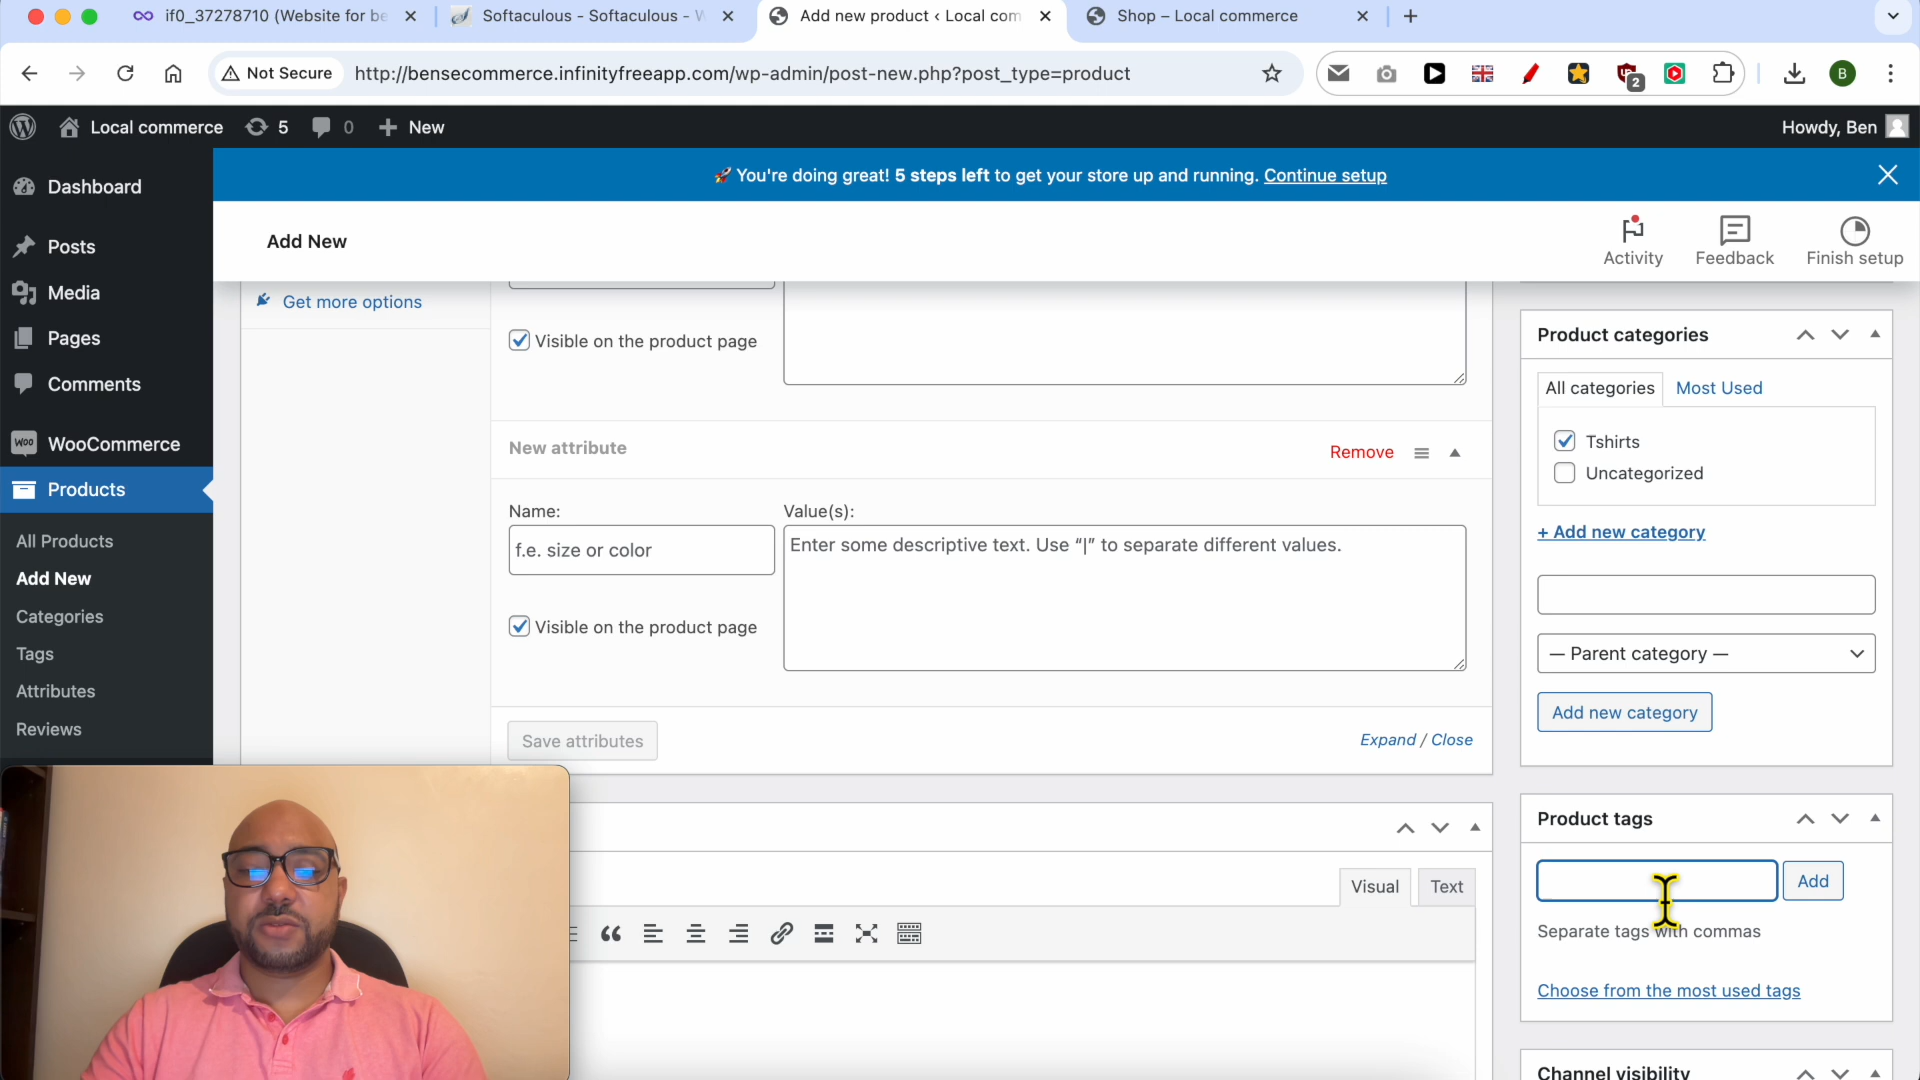 if0_37278710 (Website for be
Softaculous - Softaculous - W
Add new product ‹ Local com
Shop – Local commerce
Not Secure
http://bensecommerce.infinityfreeapp.com/wp-admin/post-new.php?post_type=product
2
B
Local commerce
5
0
New
Howdy, Ben
🚀 You're doing great! 5 steps left to get your store up and running. Continue setup
Add New
Activity
Feedback
Finish setup
Dashboard
Posts
Media
Pages
Comments
Woo
WooCommerce
Products
All Products
Add New
Categories
Tags
Attributes
Reviews
Get more options
Visible on the product page
New attribute
Remove
Name:
Value(s):
f.e. size or color
Enter some descriptive text. Use “|” to separate different values.
Visible on the product page
Save attributes
Expand / Close
Visual
Text
Product categories
All categories
Most Used
Tshirts
Uncategorized
+ Add new category
— Parent category —
Add new category
Product tags
Add
Separate tags with commas
Choose from the most used tags
Channel visibility